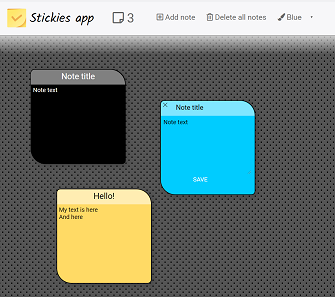 Stickies app
3
Add note
Delete all notes
Blue
Note title
Note text
Note title
Note text
SAVE
Hello!
My text is here
And here